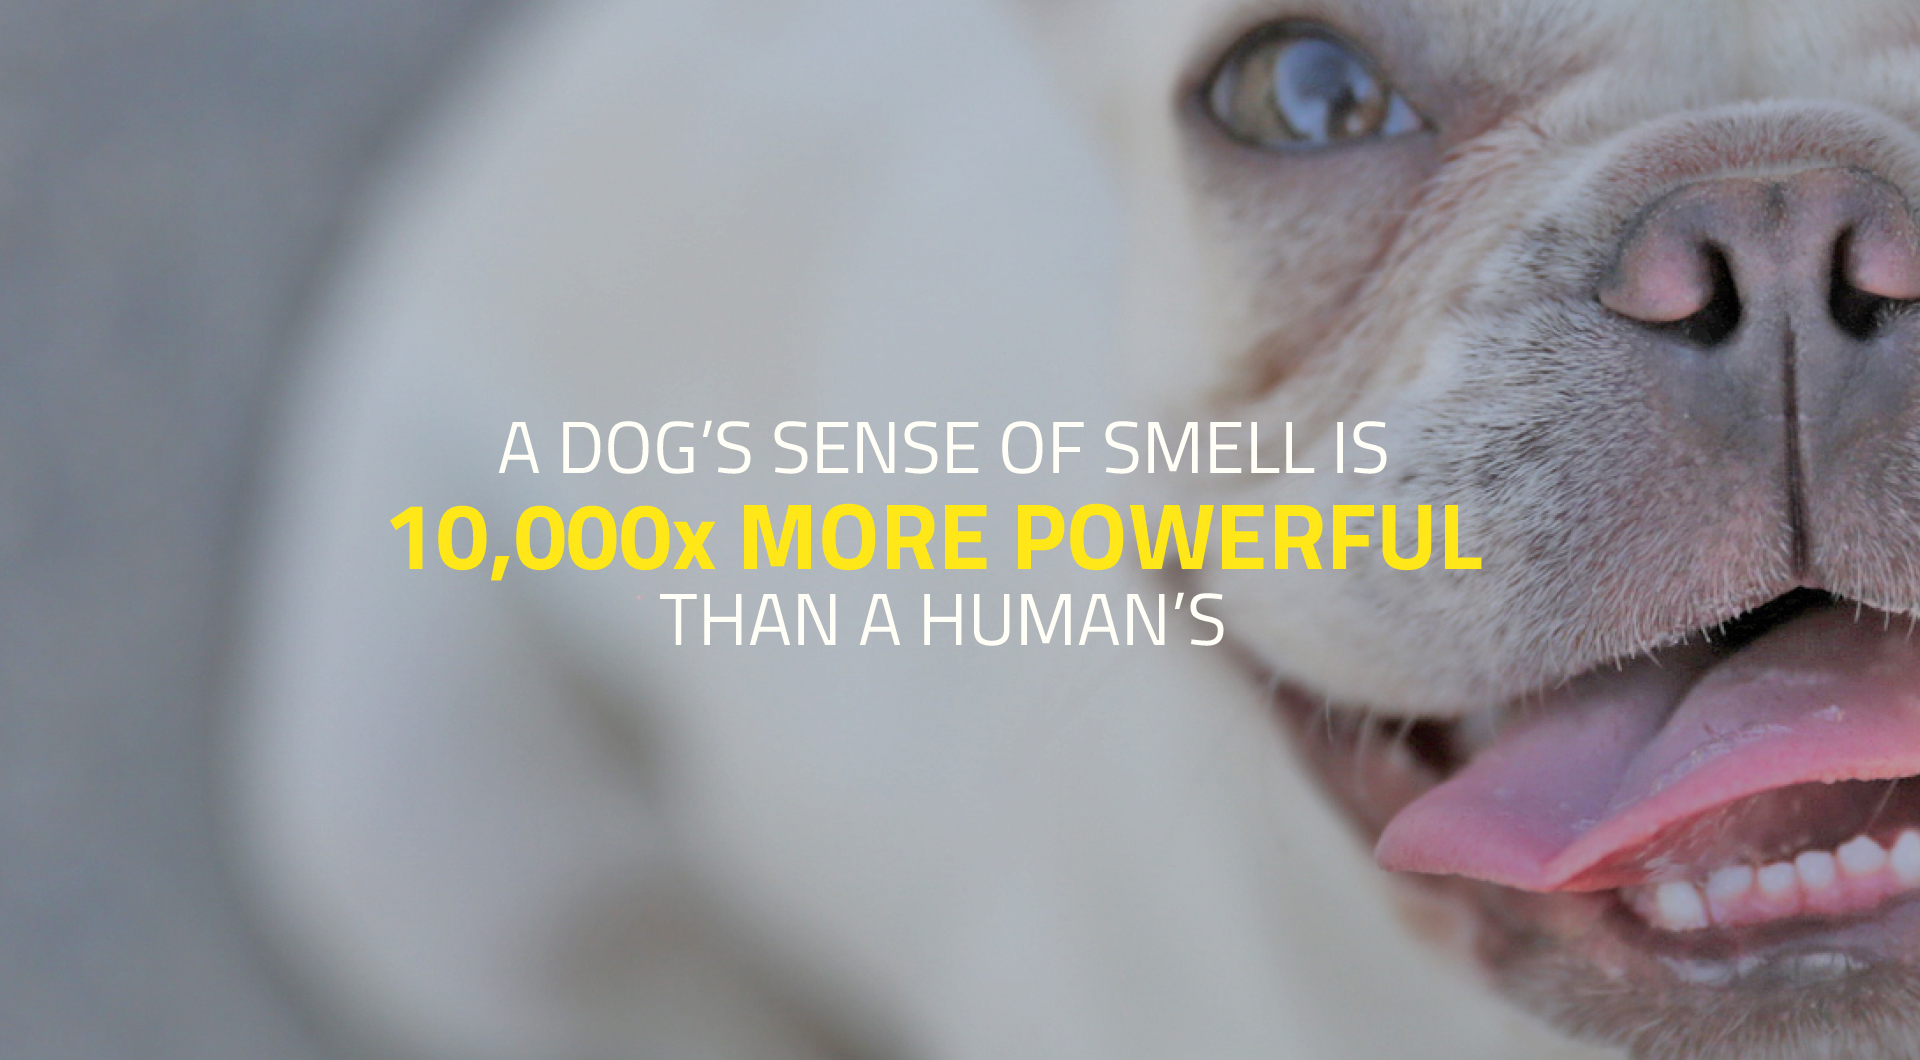 A DOG’S SENSE OF SMELL IS
10,000x MORE POWERFUL
THAN A HUMAN’S